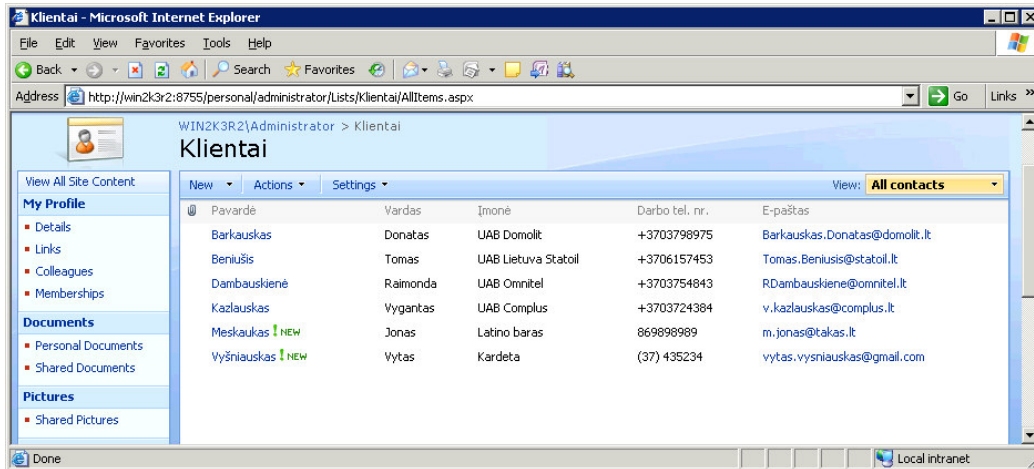 Klientai - Microsoft Internet Explorer
File Edit View Favorites Tools Help
Back Search Favorites
Address http://win2k3r2:8755/personal/administrator/Lists/Klientai/AllItems.aspx Go Links »
WIN2K3R2\Administrator > Klientai
Klientai
View All Site Content
My Profile
Details
Links
Colleagues
Memberships
Documents
Personal Documents
Shared Documents
Pictures
Shared Pictures
New Actions Settings View: All contacts
Pavardė Vardas Įmonė Darbo tel. nr. E-paštas
Barkauskas Donatas UAB Domolit +3703798975 Barkauskas.Donatas@domolit.lt
Beniušis Tomas UAB Lietuva Statoil +3706157453 Tomas.Beniusis@statoil.lt
Dambauskienė Raimonda UAB Omnitel +3703754843 RDambauskiene@omnitel.lt
Kazlauskas Vygantas UAB Complus +3703724384 v.kazlauskas@complus.lt
Meskaukas ! NEW Jonas Latino baras 869898989 m.jonas@takas.lt
Vyšniauskas ! NEW Vytas Kardeta (37) 435234 vytas.vysniauskas@gmail.com
Done Local intranet